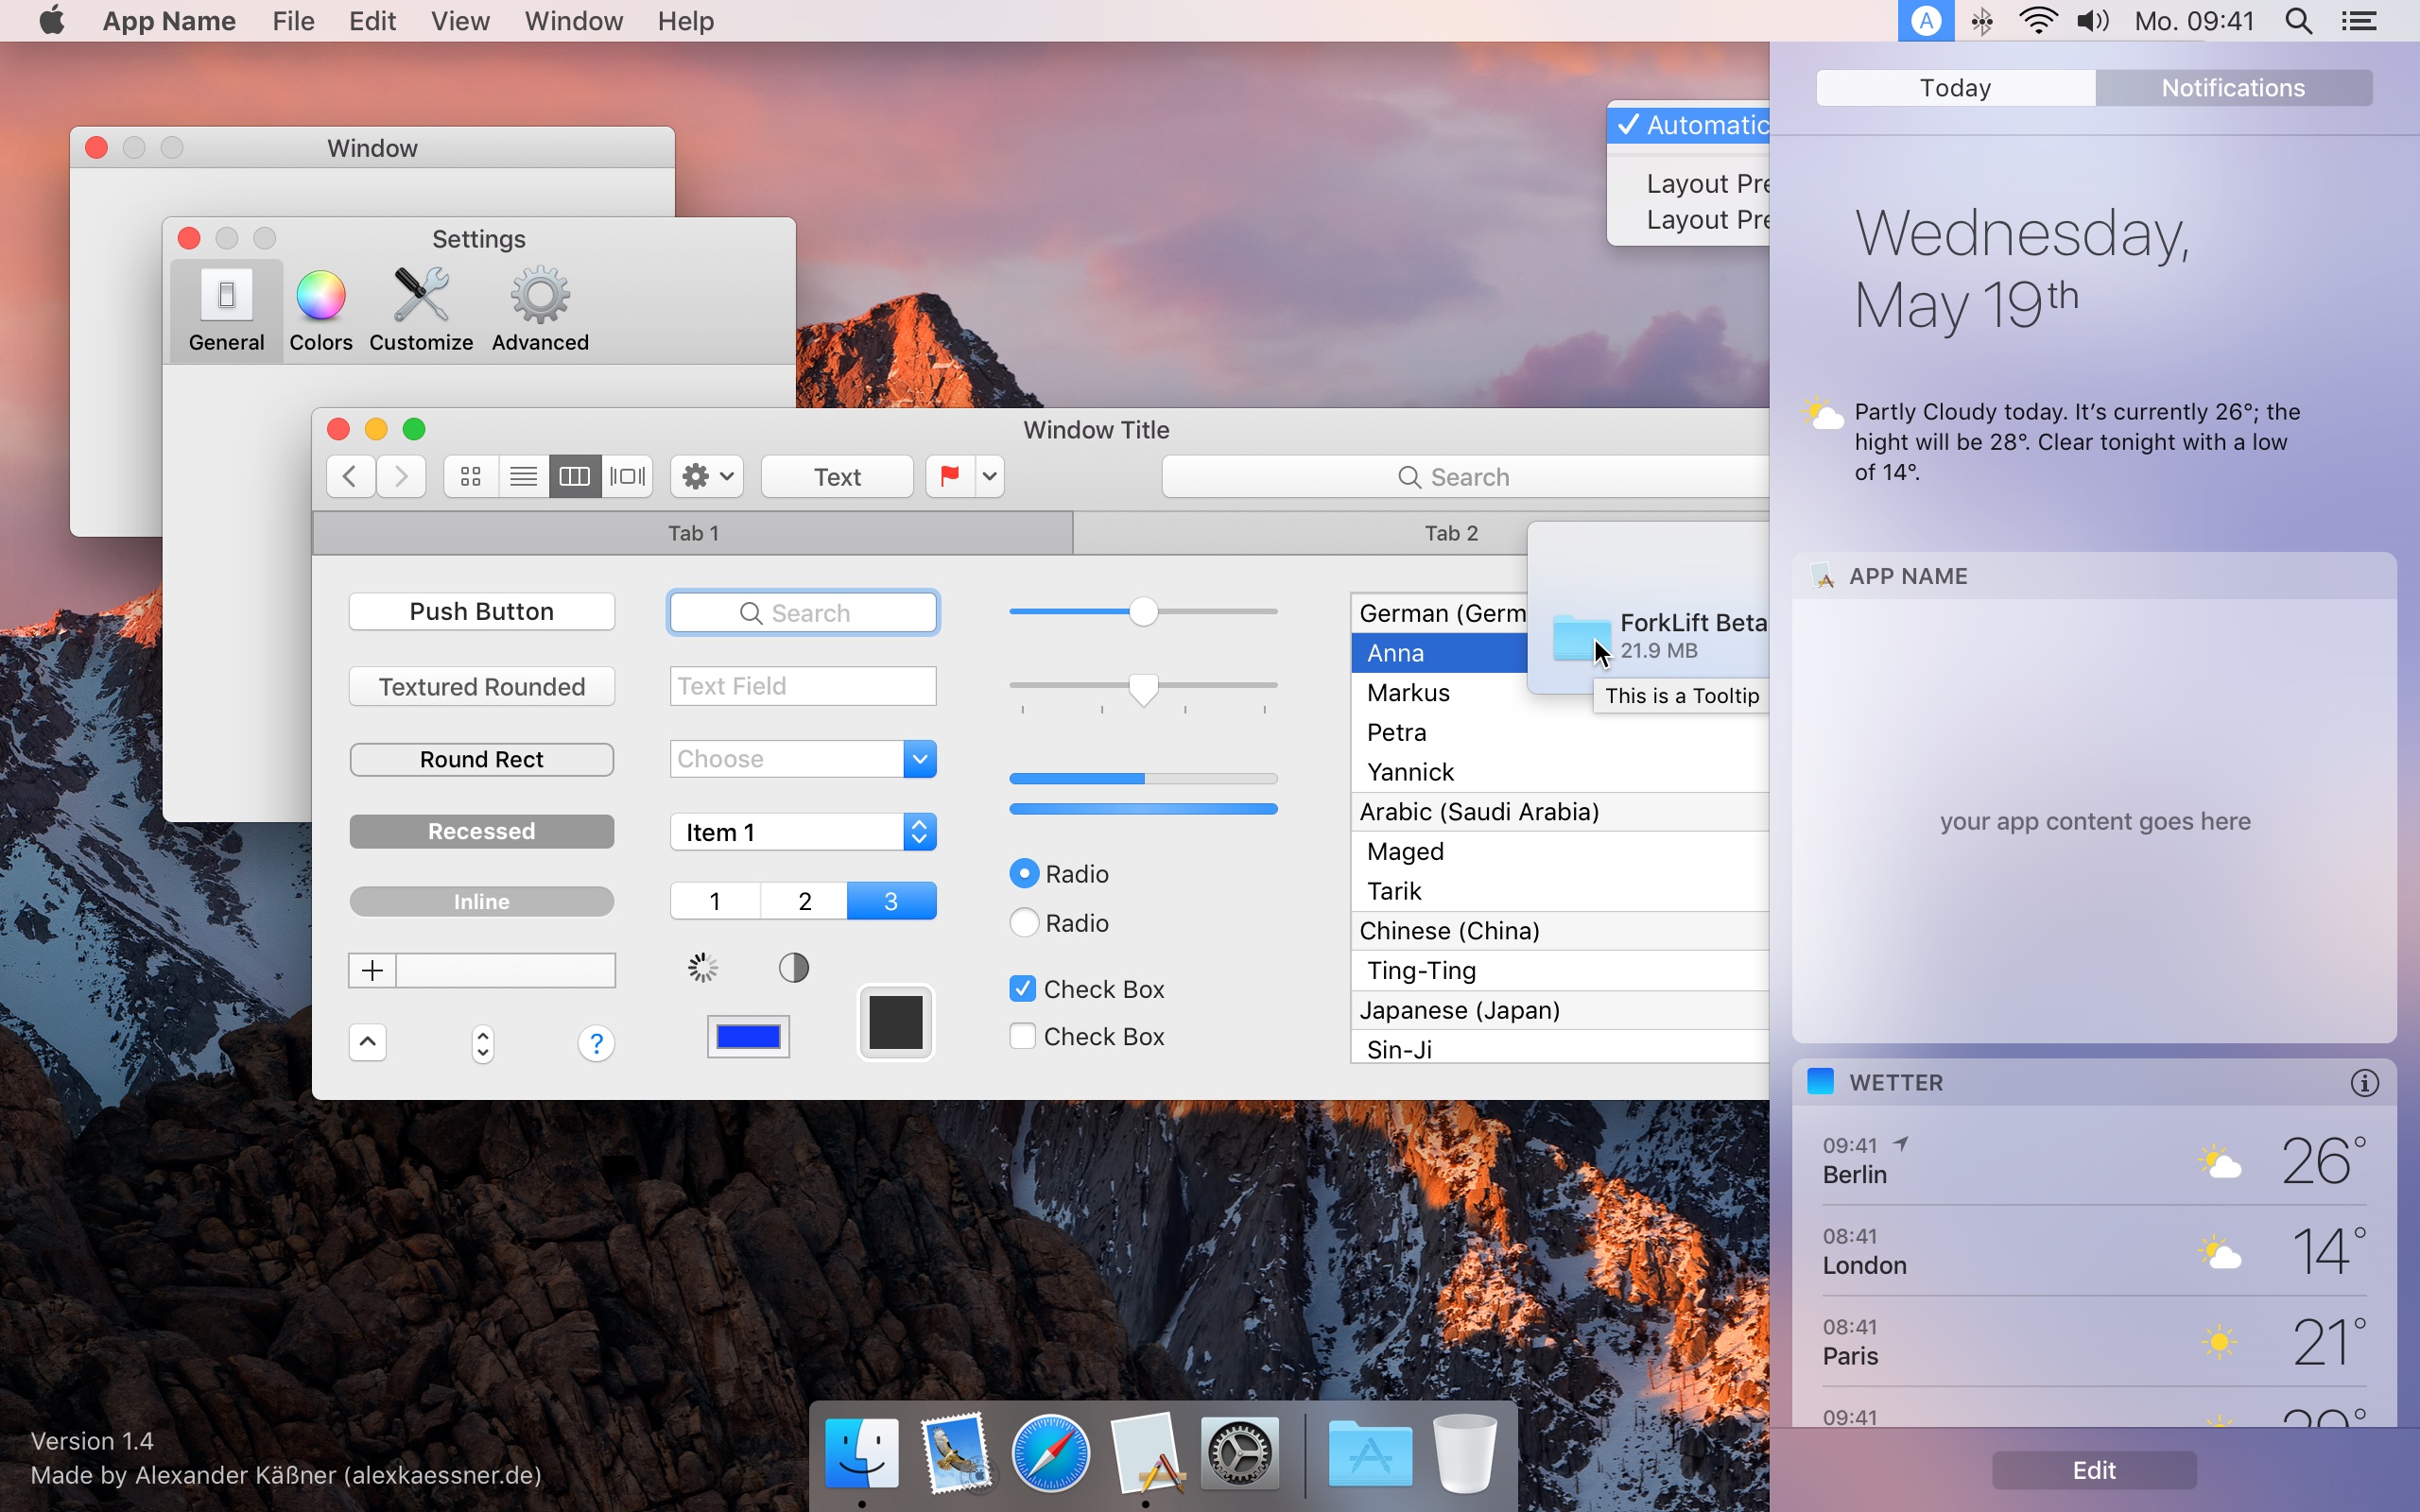 App Name File Edit View Window Help
A Mo. 09:41
Today Notifications
Automatic
Layout Pre
Layout Pre
Wednesday,
May 19th
Partly Cloudy today. It’s currently 26°; the
hight will be 28°. Clear tonight with a low
of 14°.
APP NAME
your app content goes here
WETTER
09:41
Berlin
26°
08:41
London
14°
08:41
Paris
21°
09:41
Edit
Window
Settings
General Colors Customize Advanced
Window Title
Text
Search
Tab 1 Tab 2
Push Button
Textured Rounded
Round Rect
Recessed
Inline
Search
Text Field
Choose
Item 1
1 2 3
?
Radio
Radio
Check Box
Check Box
German (Germ
Anna
Markus
Petra
Yannick
Arabic (Saudi Arabia)
Maged
Tarik
Chinese (China)
Ting-Ting
Japanese (Japan)
Sin-Ji
ForkLift Beta
21.9 MB
This is a Tooltip
Version 1.4
Made by Alexander Käßner (alexkaessner.de)